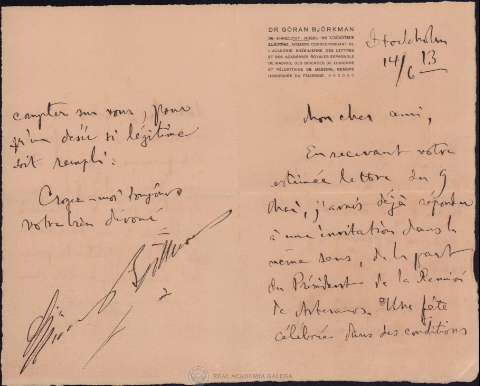 DR GÖRAN BJÖRKMAN
Stockholm
14/6 13
Mon cher ami,
En recevant votre
estimée lettre du 9
j'avais déjà répondu
à une invitation dans le
même sens, de la part
du Président de la Reunió
de Artesanos. Une fête
célébrée dans des conditions
compter sur vous, pour
qu'un désir si légitime
soit rempli.
Croyez-moi toujours
votre bien dévoué
Göran Björkman
REAL ACADEMIA GALEGA